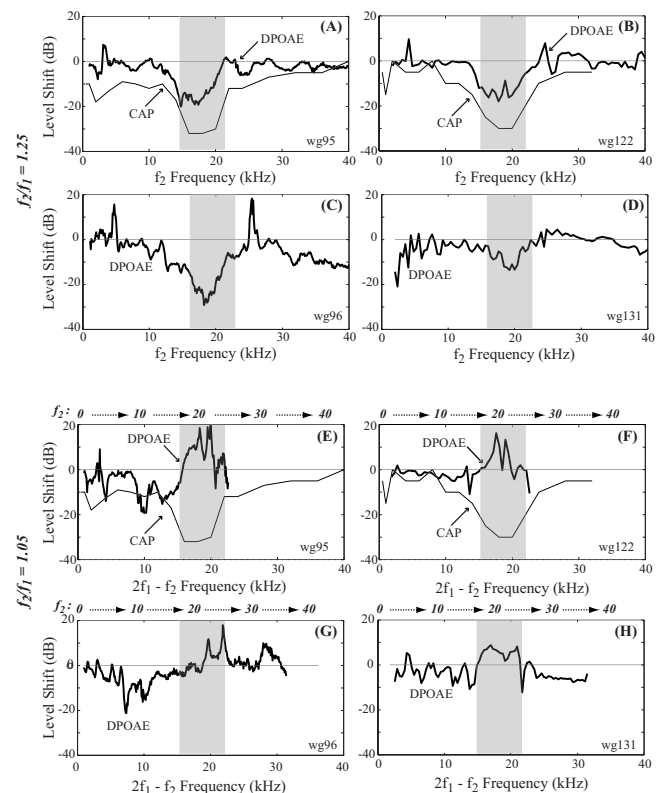 f2/f1 = 1.25
Level Shift (dB)
20
0
-20
-40
(A)
DPOAE
CAP
wg95
0 10 20 30 40
f2 Frequency (kHz)
20
0
-20
-40
(B)
DPOAE
CAP
wg122
0 10 20 30 40
f2 Frequency (kHz)
Level Shift (dB)
20
0
-20
-40
(C)
DPOAE
wg96
0 10 20 30 40
f2 Frequency (kHz)
20
0
-20
-40
(D)
DPOAE
wg131
0 10 20 30 40
f2 Frequency (kHz)
f2/f1 = 1.05
f2: 0 10 20 30 40
Level Shift (dB)
20
0
-20
-40
(E)
DPOAE
CAP
wg95
0 10 20 30 40
2f1 - f2 Frequency (kHz)
0 10 20 30 40
20
0
-20
-40
(F)
DPOAE
CAP
wg122
0 10 20 30 40
2f1 - f2 Frequency (kHz)
f2: 0 10 20 30 40
Level Shift (dB)
20
0
-20
-40
(G)
DPOAE
wg96
0 10 20 30 40
2f1 - f2 Frequency (kHz)
0 10 20 30 40
20
0
-20
-40
(H)
DPOAE
wg131
0 10 20 30 40
2f1 - f2 Frequency (kHz)